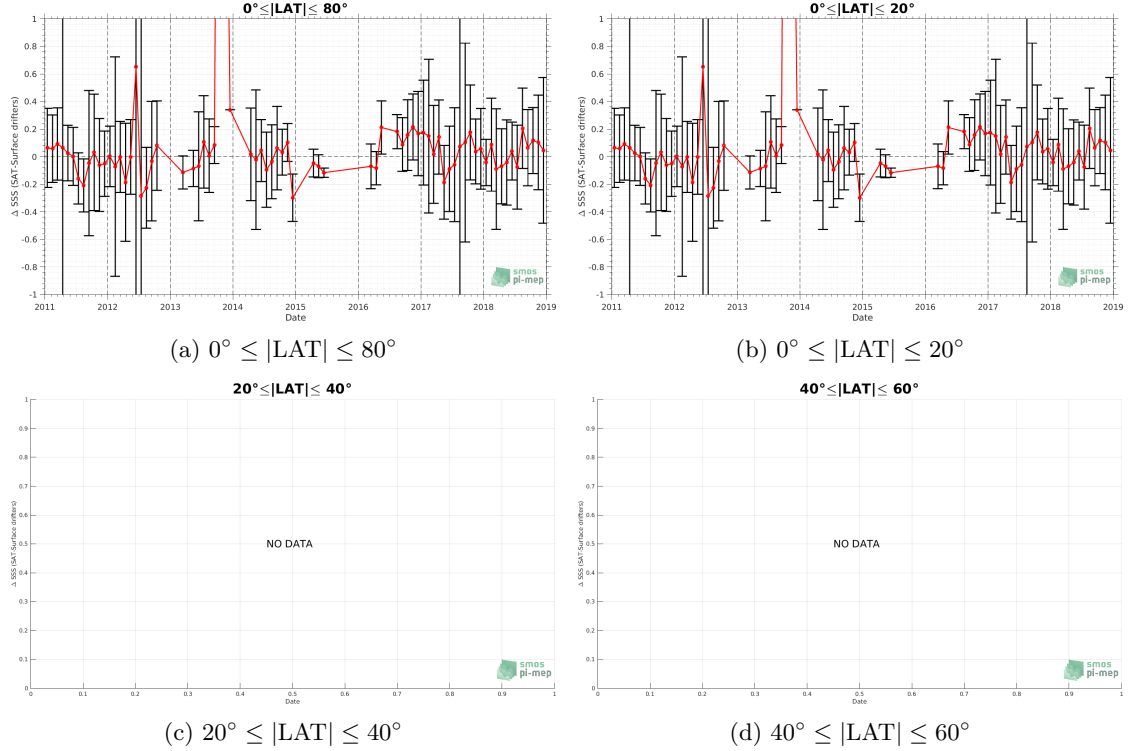 0°≤|LAT|≤ 80°
1
0.8
0.6
0.4
0.2
0
-0.2
-0.4
-0.6
-0.8
-1
Δ SSS (SAT-Surface drifters)
2011 2012 2013 2014 2015 2016 2017 2018 2019
Date
smos
pi-mep
(a) 0° ≤ |LAT| ≤ 80°
0°≤|LAT|≤ 20°
1
0.8
0.6
0.4
0.2
0
-0.2
-0.4
-0.6
-0.8
-1
Δ SSS (SAT-Surface drifters)
2011 2012 2013 2014 2015 2016 2017 2018 2019
Date
smos
pi-mep
(b) 0° ≤ |LAT| ≤ 20°
20°≤|LAT|≤ 40°
1
0.9
0.8
0.7
0.6
0.5
0.4
0.3
0.2
0.1
0
Δ SSS (SAT-Surface drifters)
NO DATA
0 0.1 0.2 0.3 0.4 0.5 0.6 0.7 0.8 0.9 1
Date
smos
pi-mep
(c) 20° ≤ |LAT| ≤ 40°
40°≤|LAT|≤ 60°
1
0.9
0.8
0.7
0.6
0.5
0.4
0.3
0.2
0.1
0
Δ SSS (SAT-Surface drifters)
NO DATA
0 0.1 0.2 0.3 0.4 0.5 0.6 0.7 0.8 0.9 1
Date
smos
pi-mep
(d) 40° ≤ |LAT| ≤ 60°